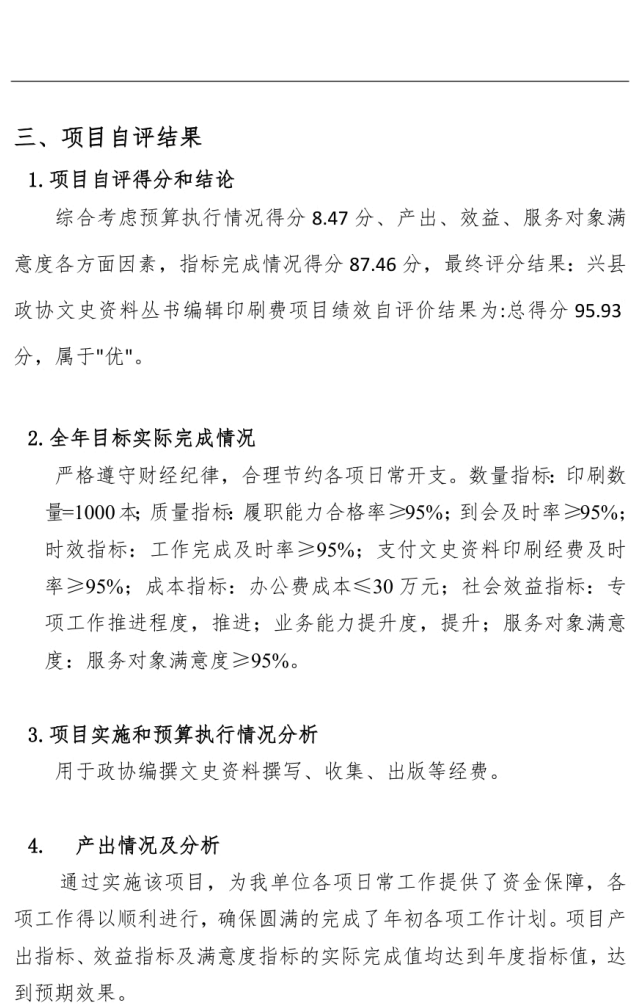 三、项目自评结果
1.项目自评得分和结论
综合考虑预算执行情况得分 8.47 分、产出、效益、服务对象满
意度各方面因素，指标完成情况得分 87.46 分，最终评分结果：兴县
政协文史资料丛书编辑印刷费项目绩效自评价结果为:总得分 95.93
分，属于"优"。
2.全年目标实际完成情况
严格遵守财经纪律，合理节约各项日常开支。数量指标：印刷数
量=1000 本；质量指标：履职能力合格率≥95%；到会及时率≥95%；
时效指标：工作完成及时率≥95%；支付文史资料印刷经费及时
率≥95%；成本指标：办公费成本≤30 万元；社会效益指标：专
项工作推进程度，推进；业务能力提升度，提升；服务对象满意
度：服务对象满意度≥95%。
3.项目实施和预算执行情况分析
用于政协编撰文史资料撰写、收集、出版等经费。
4. 产出情况及分析
通过实施该项目，为我单位各项日常工作提供了资金保障，各
项工作得以顺利进行，确保圆满的完成了年初各项工作计划。项目产
出指标、效益指标及满意度指标的实际完成值均达到年度指标值，达
到预期效果。